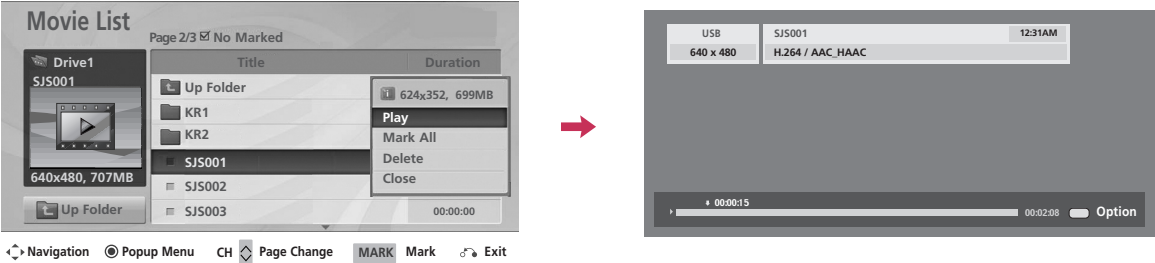 Movie List
Page 2/3 No Marked
Drive1
SJS001
640x480, 707MB
Up Folder
Title Duration
Up Folder
KR1
KR2
SJS001
SJS002
SJS003 00:00:00
624x352, 699MB
Play
Mark All
Delete
Close
Navigation Popup Menu CH Page Change MARK Mark Exit
USB SJS001 12:31AM
640 x 480 H.264 / AAC_HAAC
00:00:15
00:02:08 Option